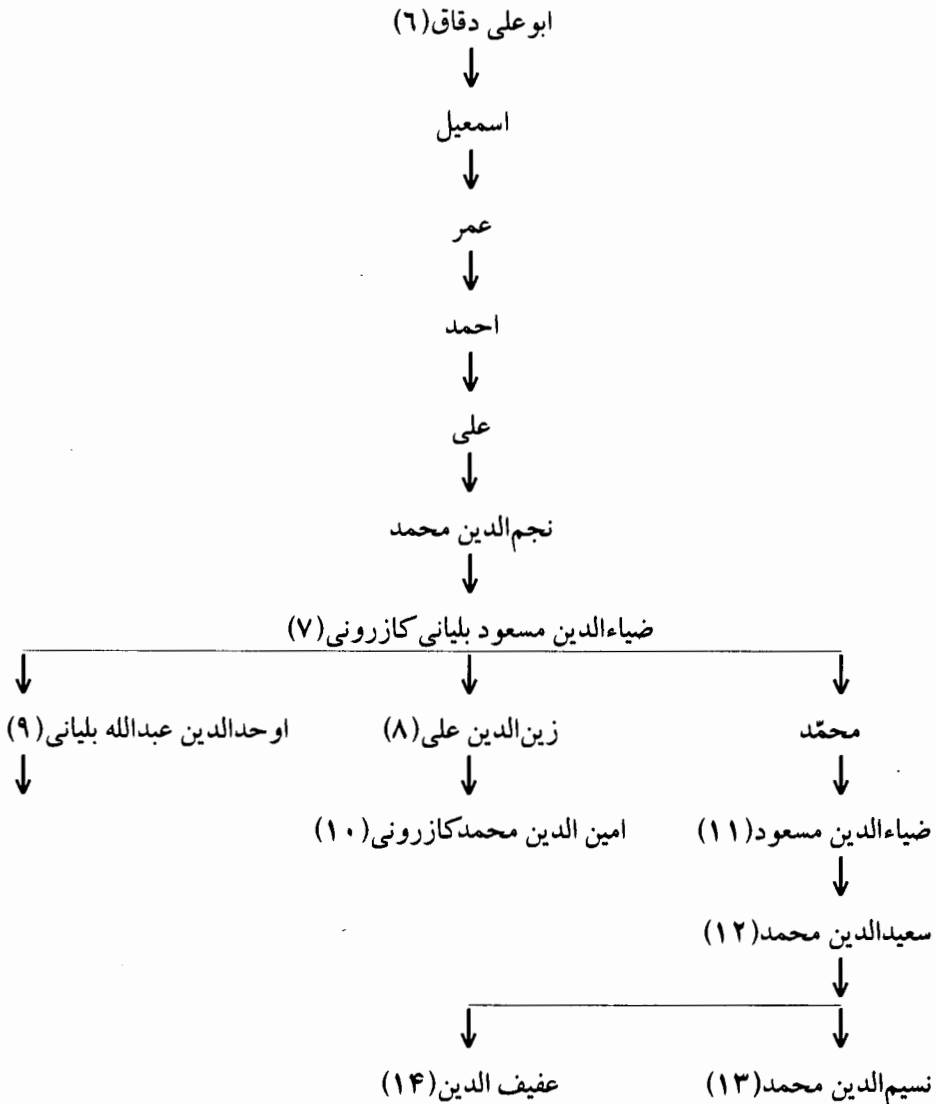 ابوعلی دقاق(٦)
اسمعیل
عمر
احمد
علی
نجم‌الدین محمد
ضیاءالدین مسعود بلیانی کازرونی(٧)
محمّد زین‌الدین علی(٨) اوحدالدین عبدالله بلیانی(٩)
ضیاءالدین مسعود(١١) امین الدین محمدکازرونی(١٠)
سعیدالدین محمد(١٢)
نسیم‌الدین محمد(١٣) عفیف الدین(۱۴)